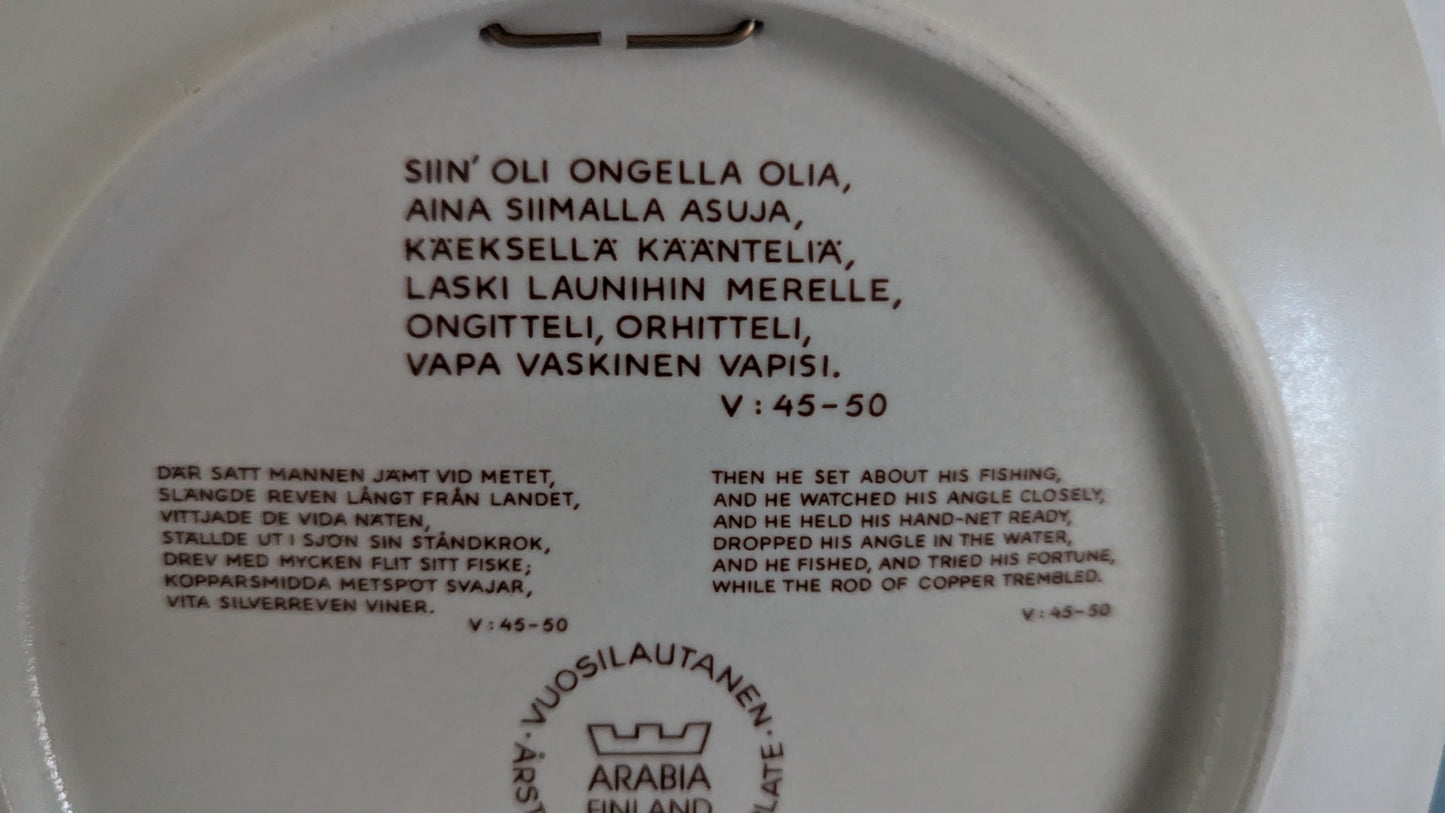 SIIN' OLI ONGELLA OLIA,
AINA SIIMALLA ASUJA,
KÄEKSELLÄ KÄÄNTELIÄ,
LASKI LAUNIHIN MERELLE,
ONGITTELI, ORHITTELI,
VAPA VASKINEN VAPISI.
V : 45-50
DÄR SATT MANNEN JÄMT VID METET,
SLÄNGDE REVEN LÅNGT FRÅN LANDET,
VITTJADE DE VIDA NÄTEN,
STÄLLDE UT I SJÖN SIN STÅNDKROK,
DREV MED MYCKEN FLIT SITT FISKE;
KOPPARSMIDDA METSPÖT SVAJAR,
VITA SILVERREVEN VINER.
V : 45-50
THEN HE SET ABOUT HIS FISHING,
AND HE WATCHED HIS ANGLE CLOSELY,
AND HE HELD HIS HAND-NET READY,
DROPPED HIS ANGLE IN THE WATER,
AND HE FISHED, AND TRIED HIS FORTUNE,
WHILE THE ROD OF COPPER TREMBLED.
V : 45-50
· VUOSILAUTANEN ·
ARABIA
FINLAND